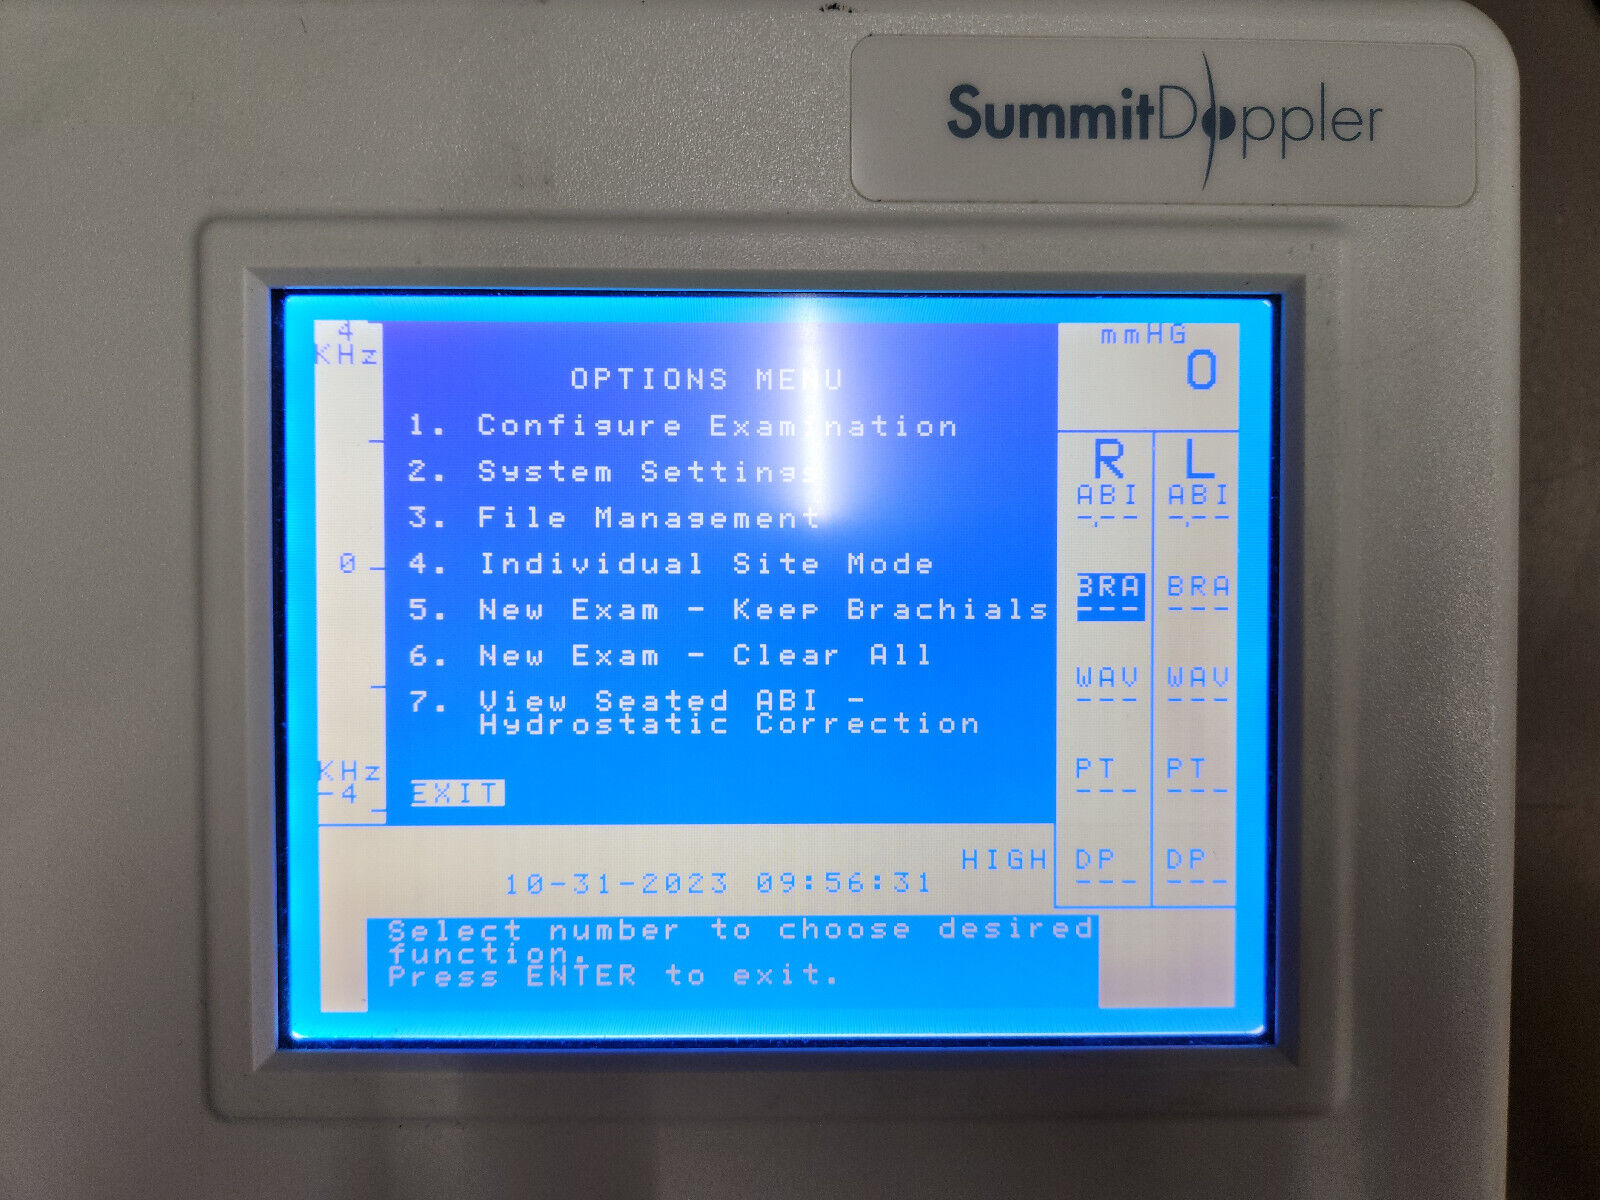 SummitDoppler
4
KHz
mmHG
0
OPTIONS MENU
1. Configure Examination
2. System Settings
3. File Management
0
4. Individual Site Mode
5. New Exam - Keep Brachials
6. New Exam - Clear All
7. View Seated ABI -
Hydrostatic Correction
KHz
-4
EXIT
R L
ABI ABI
-.-- -.--
BRA BRA
--- ---
WAV WAV
--- ---
PT PT
--- ---
DP DP
--- ---
HIGH
10-31-2023 09:56:31
Select number to choose desired
function.
Press ENTER to exit.